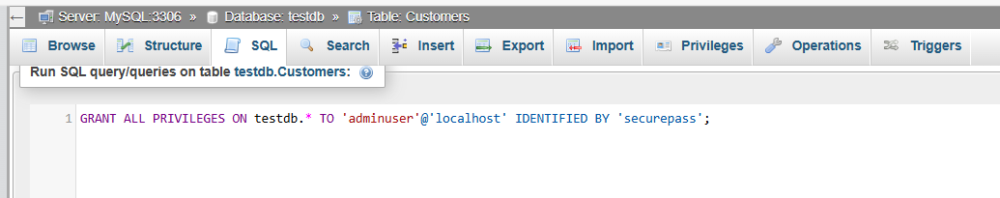 Server: MySQL:3306 » Database: testdb » Table: Customers
Browse Structure SQL Search Insert Export Import Privileges Operations Triggers
Run SQL query/queries on table testdb.Customers:
1 GRANT ALL PRIVILEGES ON testdb.* TO 'adminuser'@'localhost' IDENTIFIED BY 'securepass';